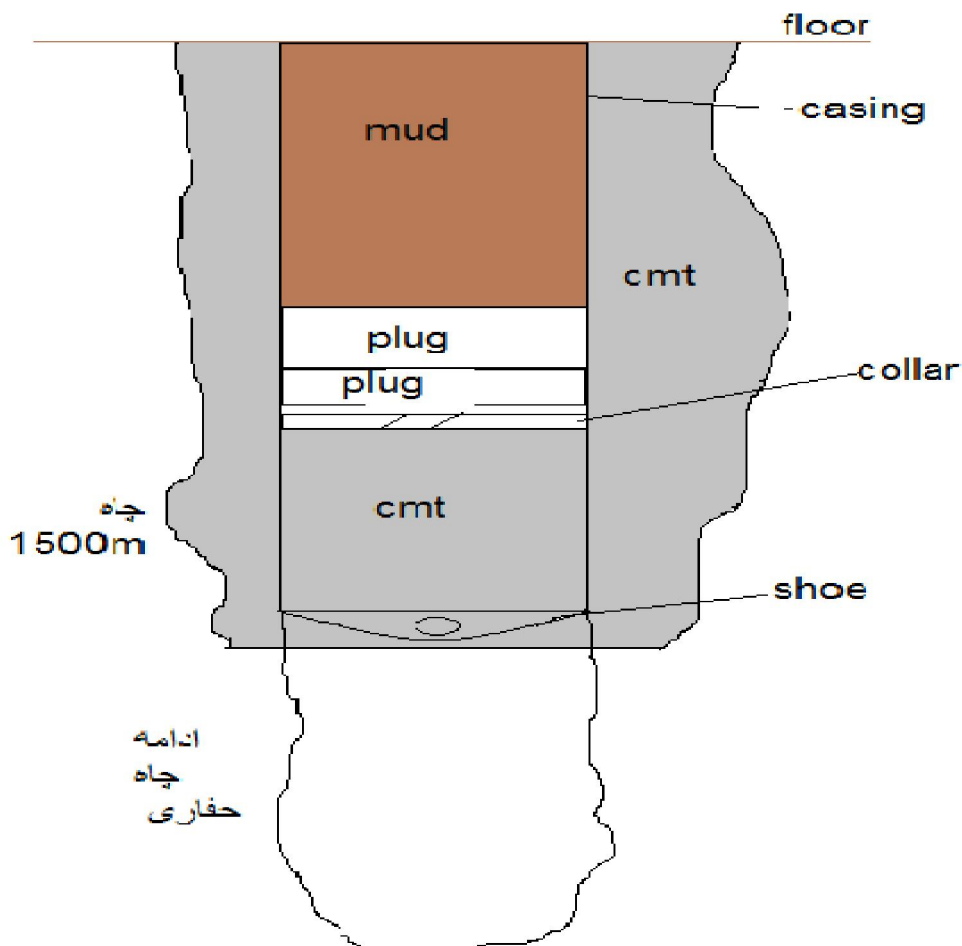 floor
casing
mud
cmt
plug
plug
collar
cmt
چاه
1500m
shoe
ادامه
چاه
حفاری